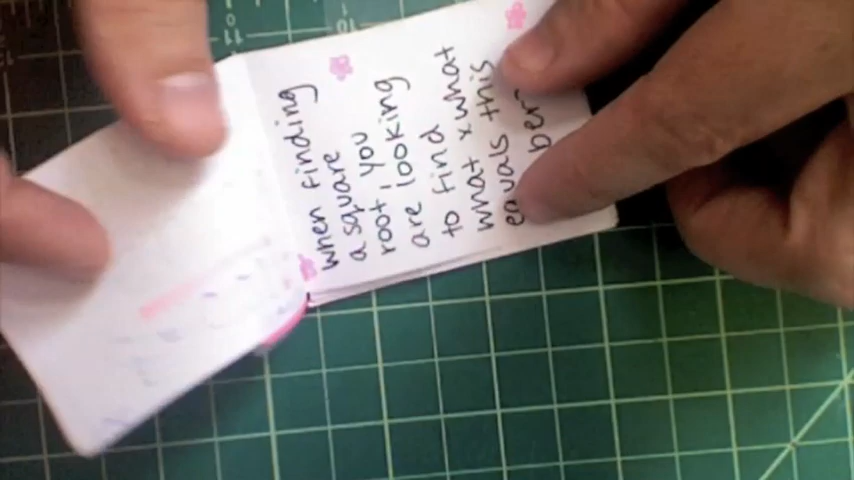 when finding
a square
root, you
are looking
to find
what x what
equals this